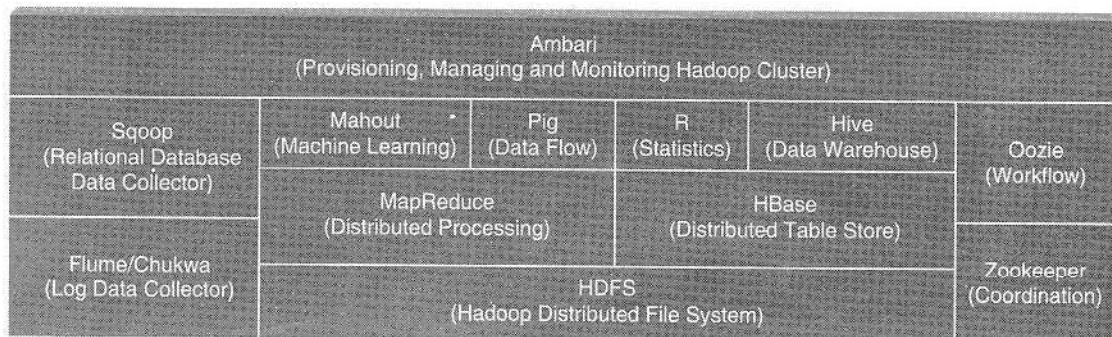 Ambari
(Provisioning, Managing and Monitoring Hadoop Cluster)
Sqoop
(Relational Database
Data Collector)
Mahout
(Machine Learning)
Pig
(Data Flow)
R
(Statistics)
Hive
(Data Warehouse)
Oozie
(Workflow)
MapReduce
(Distributed Processing)
HBase
(Distributed Table Store)
Flume/Chukwa
(Log Data Collector)
HDFS
(Hadoop Distributed File System)
Zookeeper
(Coordination)